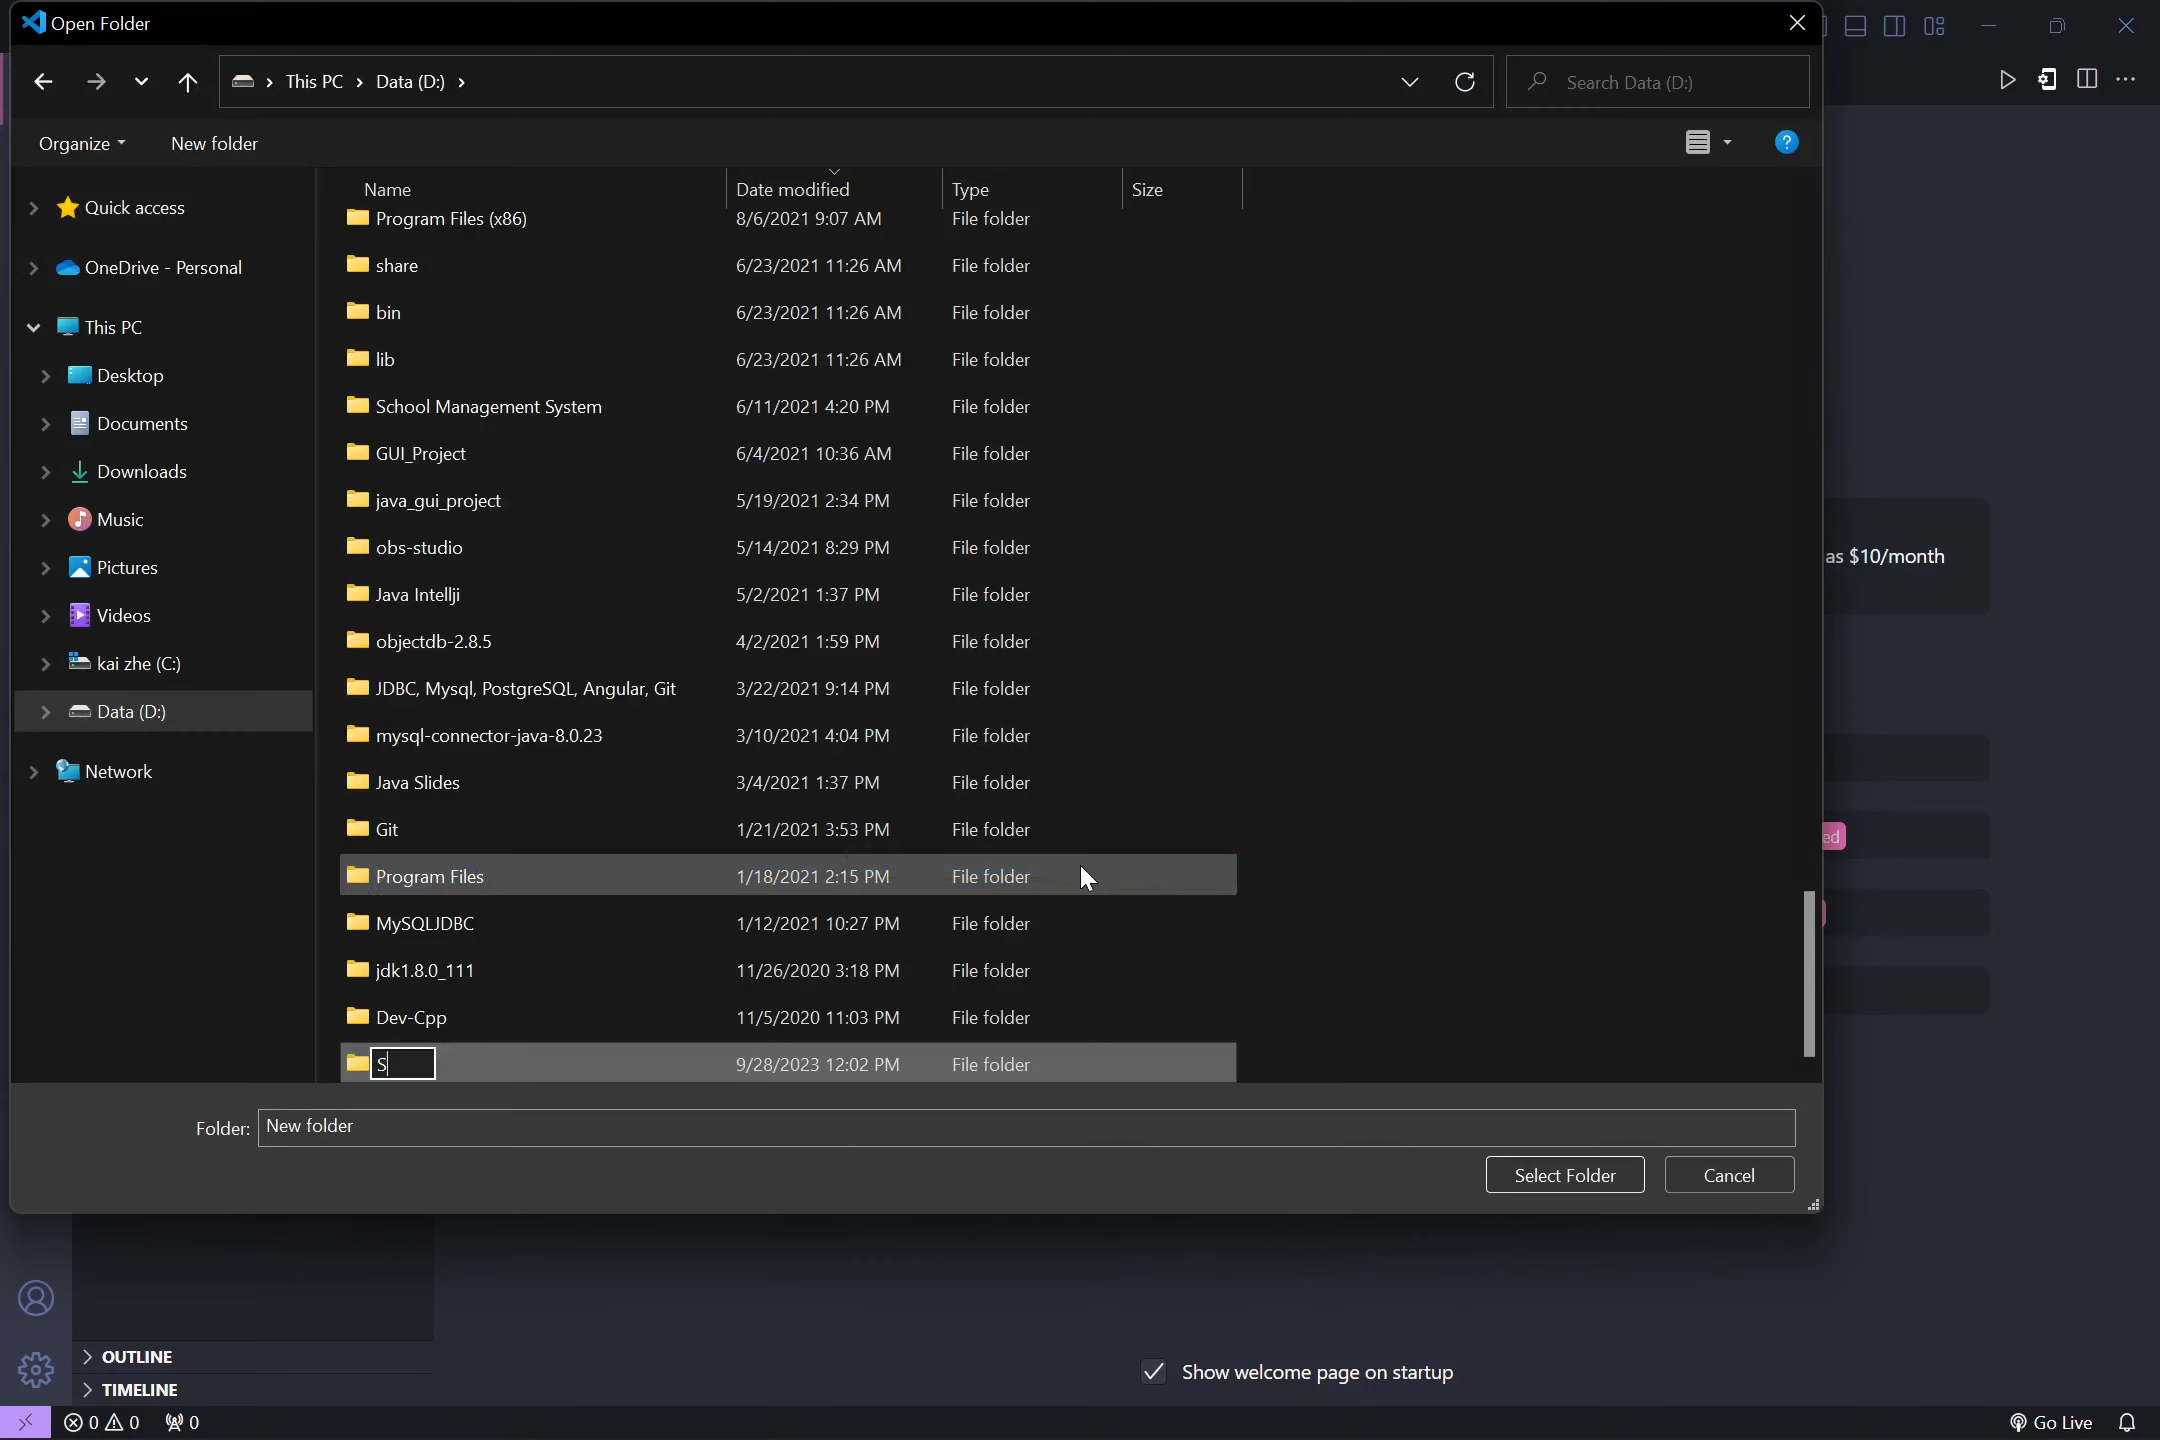 Open Folder
This PC > Data (D:) >
Search Data (D:)
Organize
New folder
Name Date modified Type Size
Quick access
OneDrive - Personal
This PC
Desktop
Documents
Downloads
Music
Pictures
Videos
kai zhe (C:)
Data (D:)
Network
Program Files (x86) 8/6/2021 9:07 AM File folder
share 6/23/2021 11:26 AM File folder
bin 6/23/2021 11:26 AM File folder
lib 6/23/2021 11:26 AM File folder
School Management System 6/11/2021 4:20 PM File folder
GUI_Project 6/4/2021 10:36 AM File folder
java_gui_project 5/19/2021 2:34 PM File folder
obs-studio 5/14/2021 8:29 PM File folder
Java Intellji 5/2/2021 1:37 PM File folder
objectdb-2.8.5 4/2/2021 1:59 PM File folder
JDBC, Mysql, PostgreSQL, Angular, Git 3/22/2021 9:14 PM File folder
mysql-connector-java-8.0.23 3/10/2021 4:04 PM File folder
Java Slides 3/4/2021 1:37 PM File folder
Git 1/21/2021 3:53 PM File folder
Program Files 1/18/2021 2:15 PM File folder
MySQLJDBC 1/12/2021 10:27 PM File folder
jdk1.8.0_111 11/26/2020 3:18 PM File folder
Dev-Cpp 11/5/2020 11:03 PM File folder
S 9/28/2023 12:02 PM File folder
as $10/month
ed
Folder: New folder
Select Folder
Cancel
OUTLINE
TIMELINE
Show welcome page on startup
0 0 0
Go Live